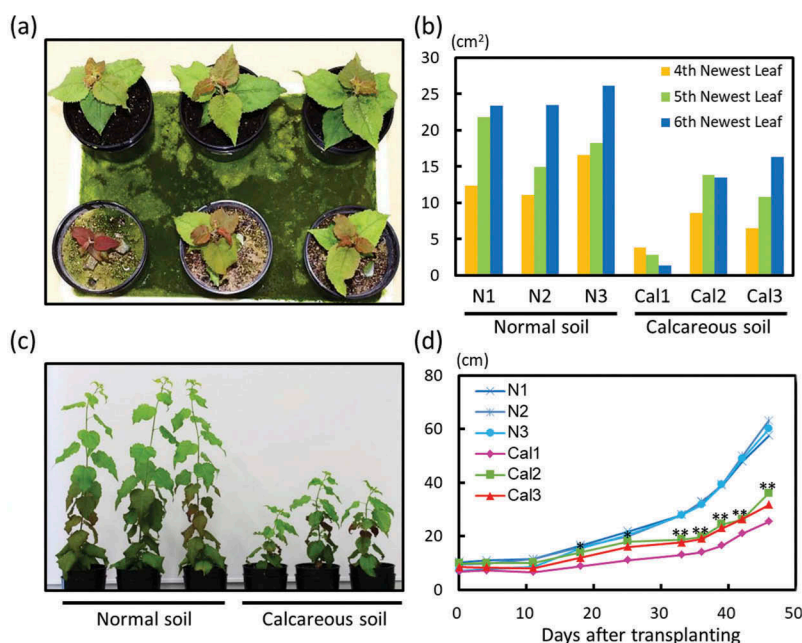 (a)
(b)
(cm²)
30
25
20
15
10
5
0
4th Newest Leaf
5th Newest Leaf
6th Newest Leaf
N1 N2 N3 Cal1 Cal2 Cal3
Normal soil Calcareous soil
(c)
Normal soil Calcareous soil
(d)
(cm)
80
60
40
20
0
N1
N2
N3
Cal1
Cal2
Cal3
* * ** ** ** ** **
0 10 20 30 40 50
Days after transplanting